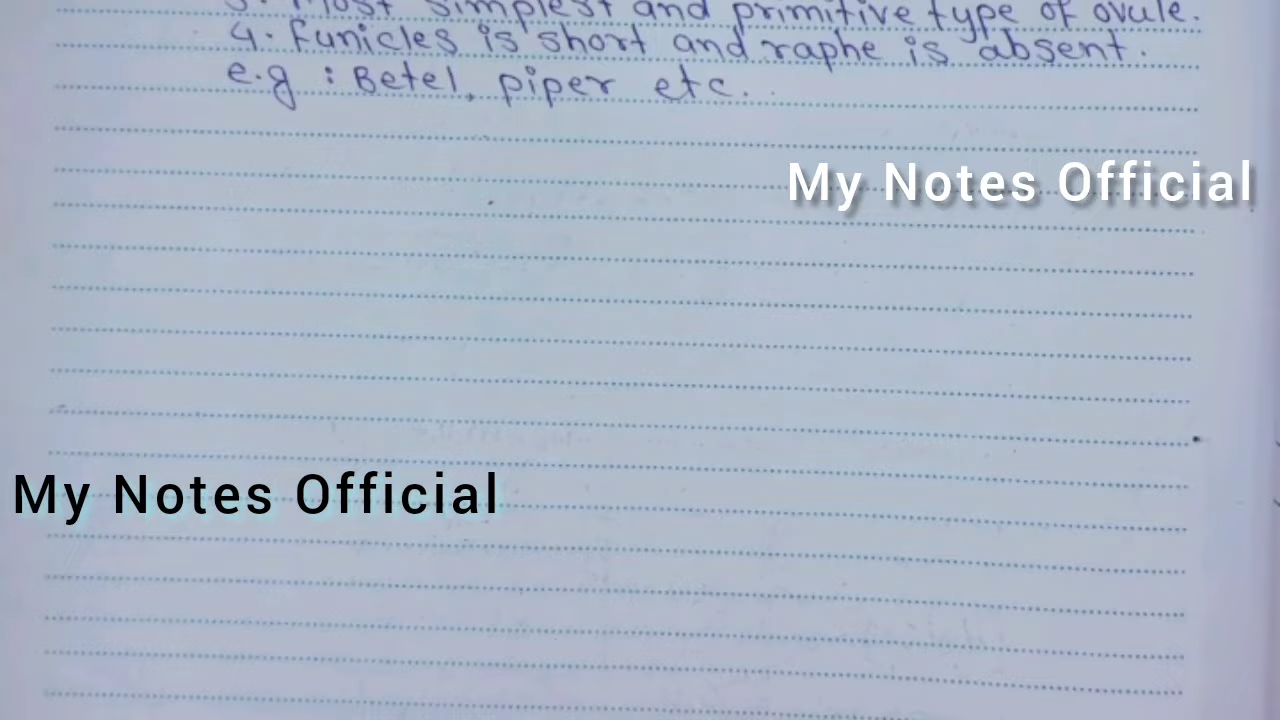 3. Most simplest and primitive type of ovule.
4. Funicles is short and raphe is absent.
e.g : Betel, piper etc.
My Notes Official
My Notes Official